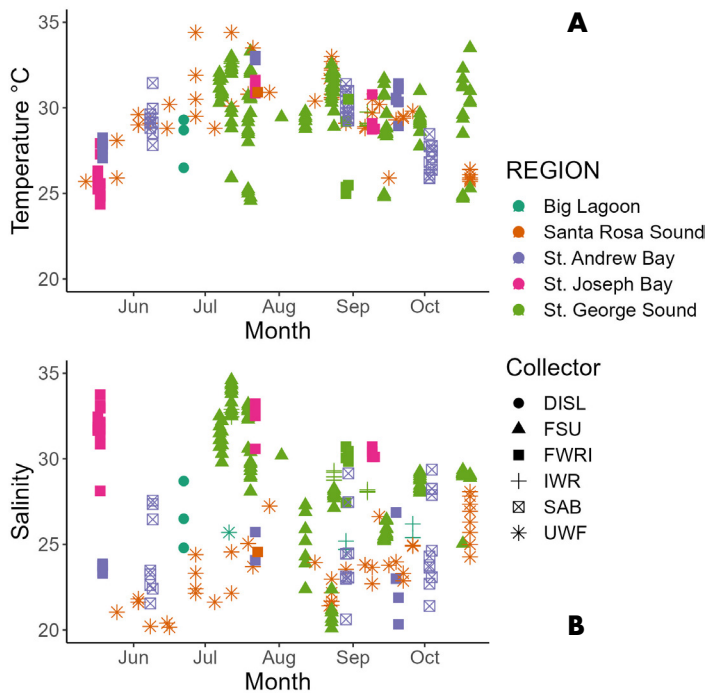 A
35
30
25
20
Temperature °C
Jun Jul Aug Sep Oct
Month
REGION
Big Lagoon
Santa Rosa Sound
St. Andrew Bay
St. Joseph Bay
St. George Sound
Collector
DISL
FSU
FWRI
IWR
SAB
UWF
35
30
25
20
Salinity
Jun Jul Aug Sep Oct
Month
B